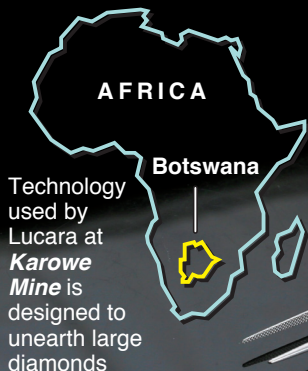 AFRICA
Botswana
Technology
used by
Lucara at
Karowe
Mine is
designed to
unearth large
diamonds